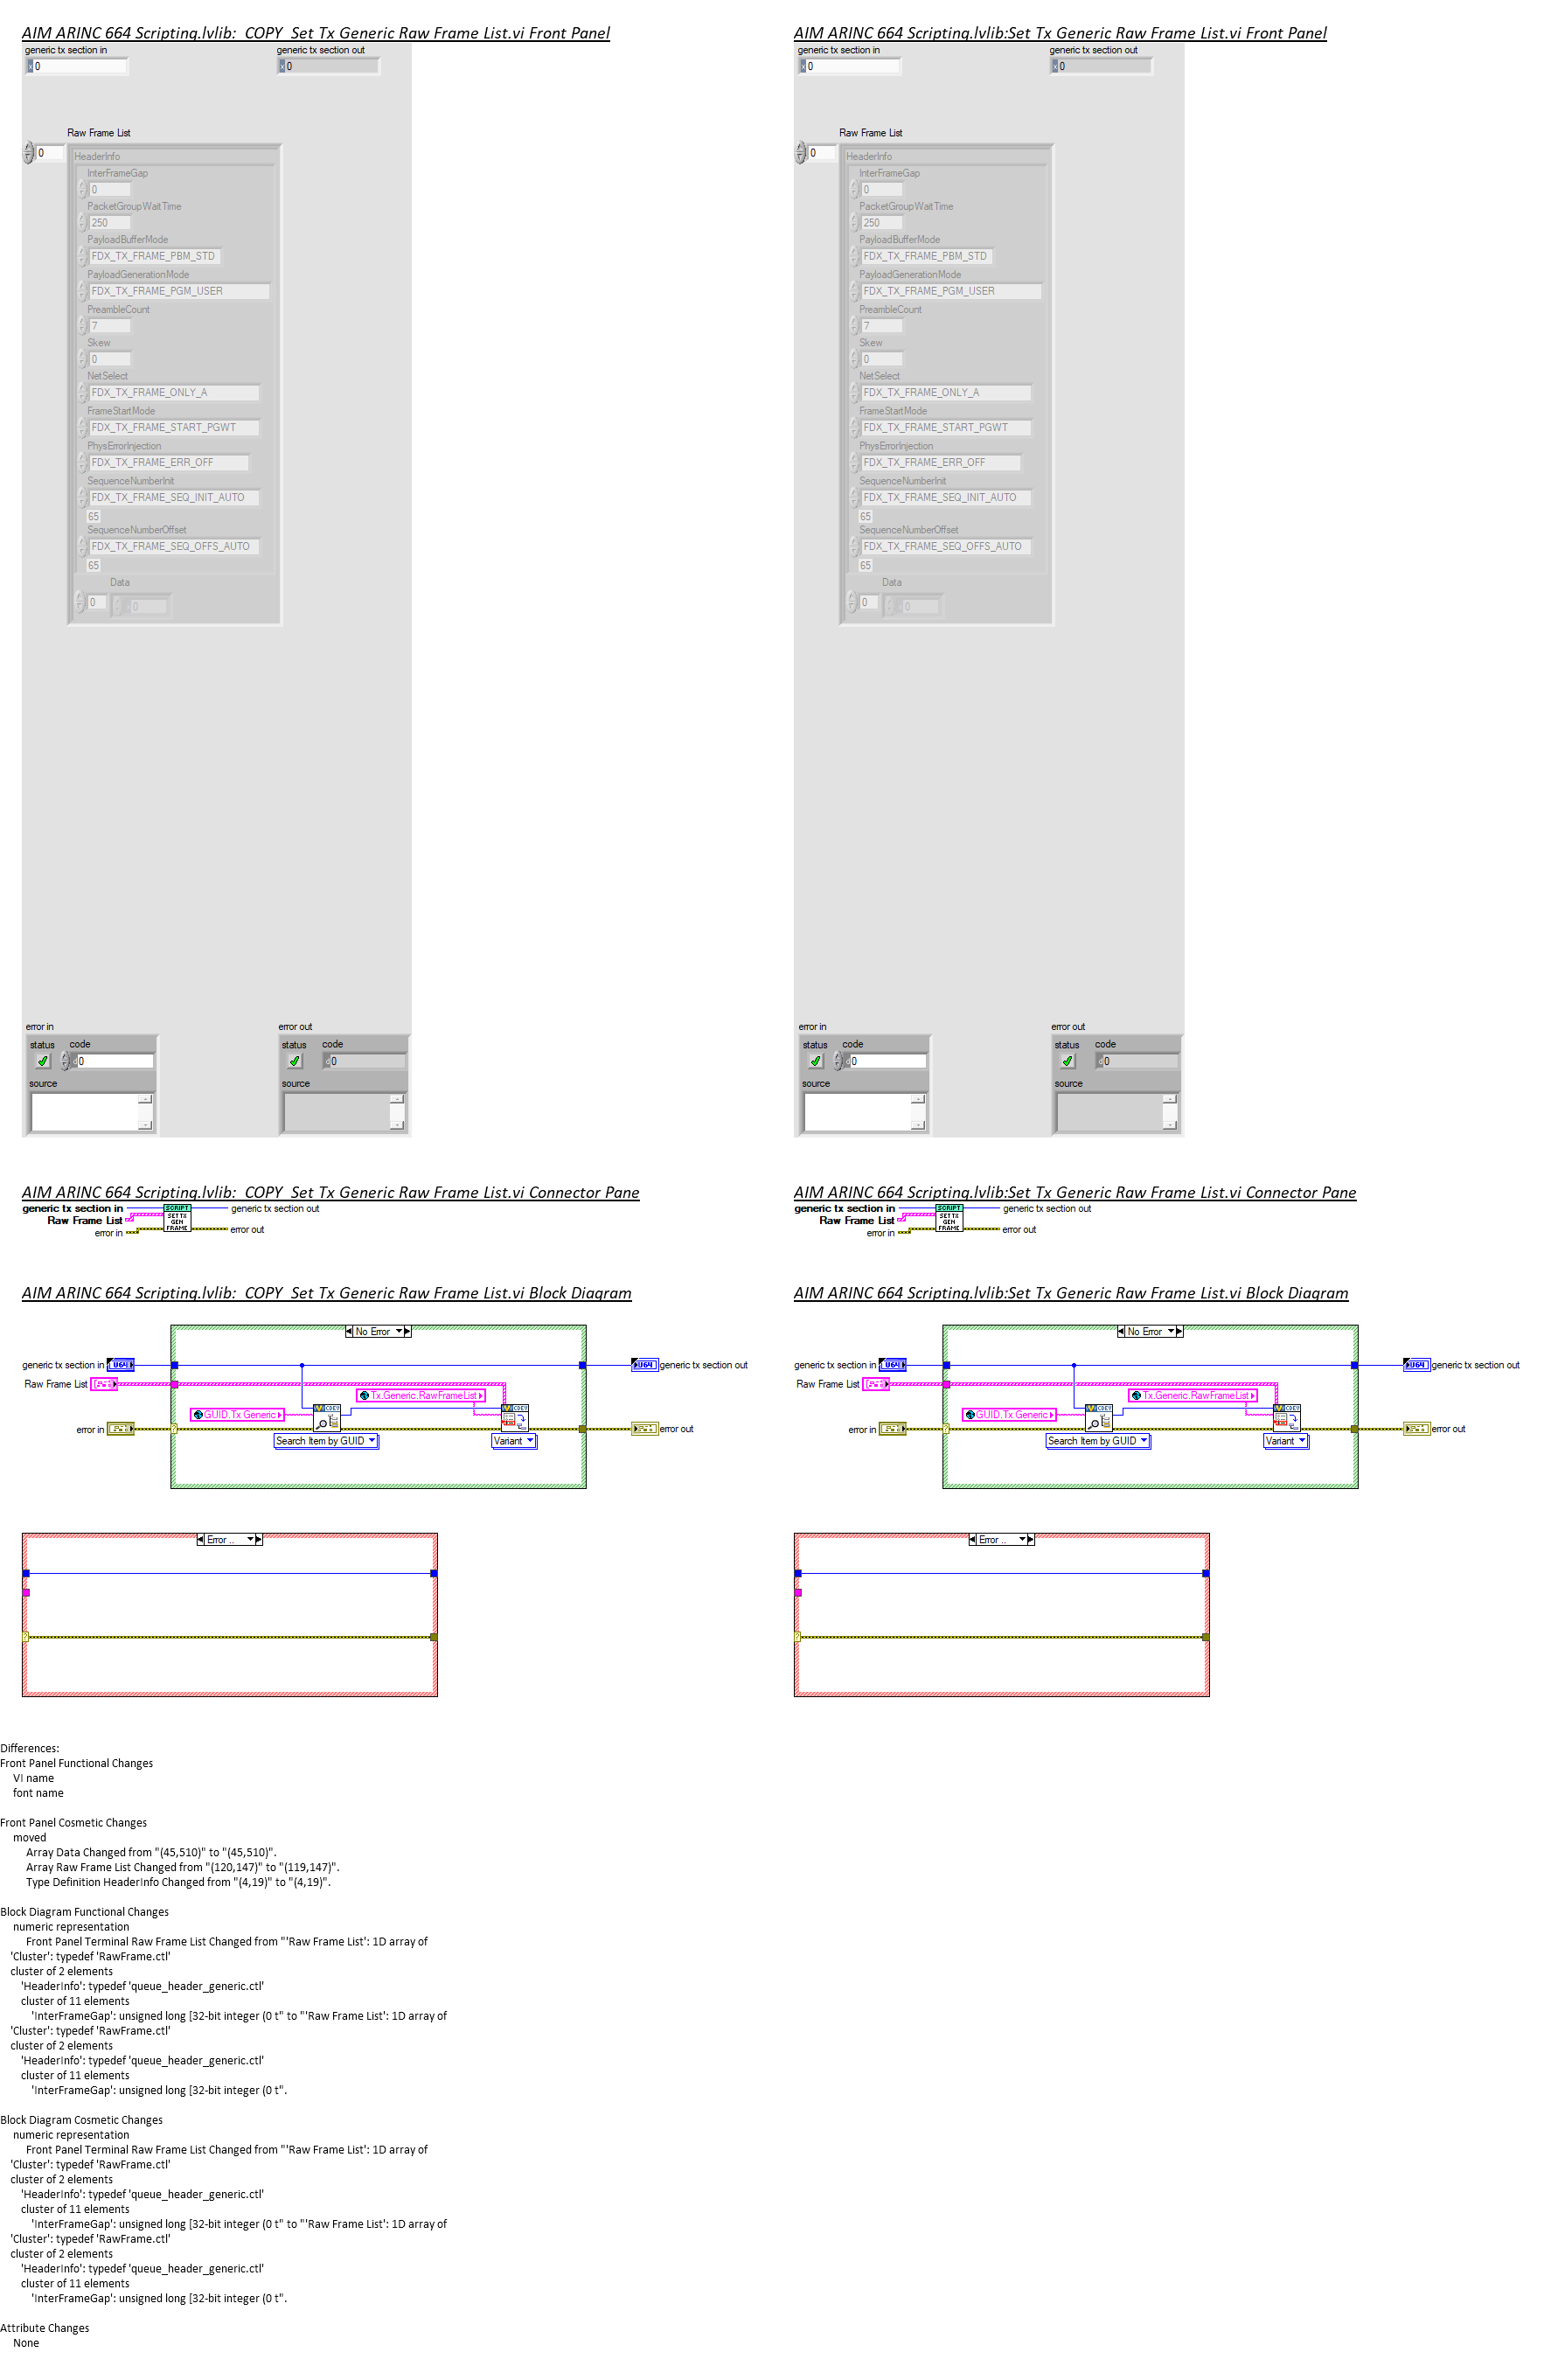 AIM ARINC 664 Scripting.lvlib:  COPY  Set Tx Generic Raw Frame List.vi Front Panel
generic tx section in
generic tx section out
x 0
x 0
Raw Frame List
0
HeaderInfo
InterFrameGap
0
PacketGroupWaitTime
250
PayloadBufferMode
FDX_TX_FRAME_PBM_STD
PayloadGenerationMode
FDX_TX_FRAME_PGM_USER
PreambleCount
7
Skew
0
NetSelect
FDX_TX_FRAME_ONLY_A
FrameStartMode
FDX_TX_FRAME_START_PGWT
PhysErrorInjection
FDX_TX_FRAME_ERR_OFF
SequenceNumberInit
FDX_TX_FRAME_SEQ_INIT_AUTO
65
SequenceNumberOffset
FDX_TX_FRAME_SEQ_OFFS_AUTO
65
Data
0
0
error in
error out
status code
status code
d 0
d 0
source
source
AIM ARINC 664 Scripting.lvlib:Set Tx Generic Raw Frame List.vi Front Panel
generic tx section in
generic tx section out
x 0
x 0
Raw Frame List
0
HeaderInfo
InterFrameGap
0
PacketGroupWaitTime
250
PayloadBufferMode
FDX_TX_FRAME_PBM_STD
PayloadGenerationMode
FDX_TX_FRAME_PGM_USER
PreambleCount
7
Skew
0
NetSelect
FDX_TX_FRAME_ONLY_A
FrameStartMode
FDX_TX_FRAME_START_PGWT
PhysErrorInjection
FDX_TX_FRAME_ERR_OFF
SequenceNumberInit
FDX_TX_FRAME_SEQ_INIT_AUTO
65
SequenceNumberOffset
FDX_TX_FRAME_SEQ_OFFS_AUTO
65
Data
0
0
error in
error out
status code
status code
d 0
d 0
source
source
AIM ARINC 664 Scripting.lvlib:  COPY  Set Tx Generic Raw Frame List.vi Connector Pane
generic tx section in
Raw Frame List
error in
SCRIPT
SET TX
GEN
FRAME
generic tx section out
error out
AIM ARINC 664 Scripting.lvlib:Set Tx Generic Raw Frame List.vi Connector Pane
generic tx section in
Raw Frame List
error in
SCRIPT
SET TX
GEN
FRAME
generic tx section out
error out
AIM ARINC 664 Scripting.lvlib:  COPY  Set Tx Generic Raw Frame List.vi Block Diagram
No Error
generic tx section in
U64
U64
generic tx section out
Raw Frame List
Tx.Generic.RawFrameList
GUID.Tx Generic
CDEV
CDEV
error in
error out
Search Item by GUID
Variant
Error ..
AIM ARINC 664 Scripting.lvlib:Set Tx Generic Raw Frame List.vi Block Diagram
No Error
generic tx section in
U64
U64
generic tx section out
Raw Frame List
Tx.Generic.RawFrameList
GUID.Tx Generic
CDEV
CDEV
error in
error out
Search Item by GUID
Variant
Error ..
Differences:
Front Panel Functional Changes
VI name
font name
Front Panel Cosmetic Changes
moved
Array Data Changed from "(45,510)" to "(45,510)".
Array Raw Frame List Changed from "(120,147)" to "(119,147)".
Type Definition HeaderInfo Changed from "(4,19)" to "(4,19)".
Block Diagram Functional Changes
numeric representation
Front Panel Terminal Raw Frame List Changed from "'Raw Frame List': 1D array of
'Cluster': typedef 'RawFrame.ctl'
cluster of 2 elements
'HeaderInfo': typedef 'queue_header_generic.ctl'
cluster of 11 elements
'InterFrameGap': unsigned long [32-bit integer (0 t" to "'Raw Frame List': 1D array of
'Cluster': typedef 'RawFrame.ctl'
cluster of 2 elements
'HeaderInfo': typedef 'queue_header_generic.ctl'
cluster of 11 elements
'InterFrameGap': unsigned long [32-bit integer (0 t".
Block Diagram Cosmetic Changes
numeric representation
Front Panel Terminal Raw Frame List Changed from "'Raw Frame List': 1D array of
'Cluster': typedef 'RawFrame.ctl'
cluster of 2 elements
'HeaderInfo': typedef 'queue_header_generic.ctl'
cluster of 11 elements
'InterFrameGap': unsigned long [32-bit integer (0 t" to "'Raw Frame List': 1D array of
'Cluster': typedef 'RawFrame.ctl'
cluster of 2 elements
'HeaderInfo': typedef 'queue_header_generic.ctl'
cluster of 11 elements
'InterFrameGap': unsigned long [32-bit integer (0 t".
Attribute Changes
None